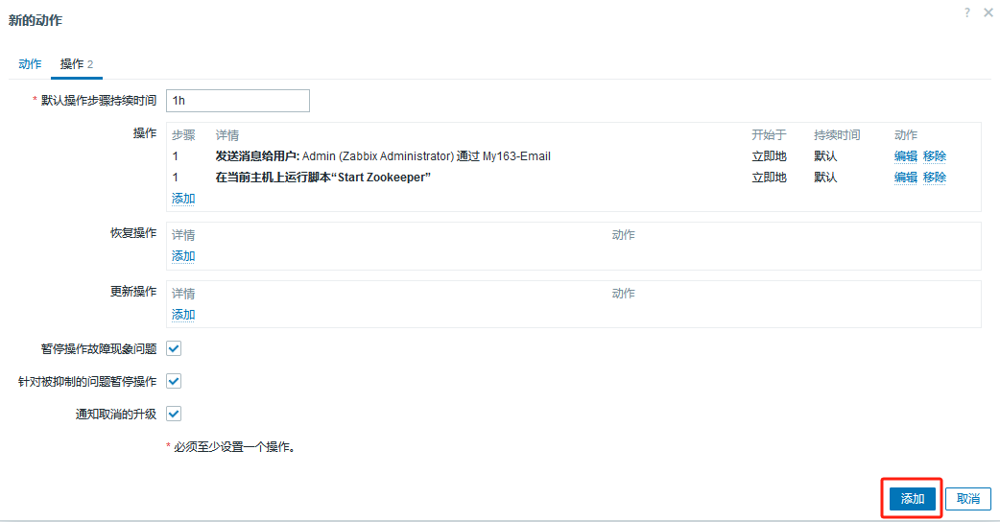 新的动作
? ×
动作 操作 2
* 默认操作步骤持续时间 1h
操作 步骤 详情 开始于 持续时间 动作
1 发送消息给用户: Admin (Zabbix Administrator) 通过 My163-Email 立即地 默认 编辑 移除
1 在当前主机上运行脚本“Start Zookeeper” 立即地 默认 编辑 移除
添加
恢复操作 详情 动作
添加
更新操作 详情 动作
添加
暂停操作故障现象问题
针对被抑制的问题暂停操作
通知取消的升级
* 必须至少设置一个操作。
添加 取消